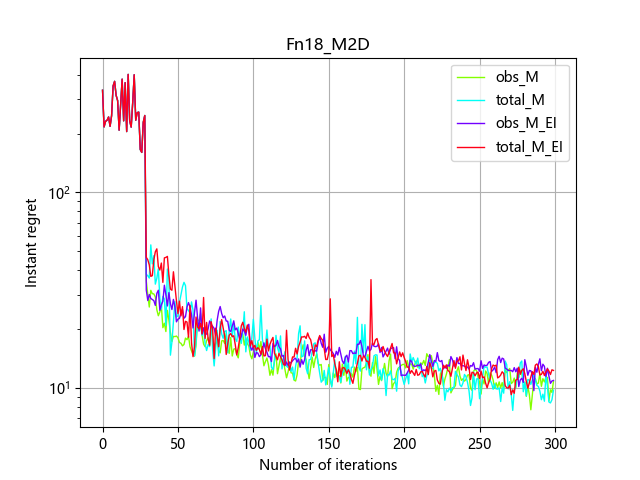 Fn18_M2D
obs_M
total_M
obs_M_EI
total_M_EI
Instant regret
10²
10¹
0 50 100 150 200 250 300
Number of iterations